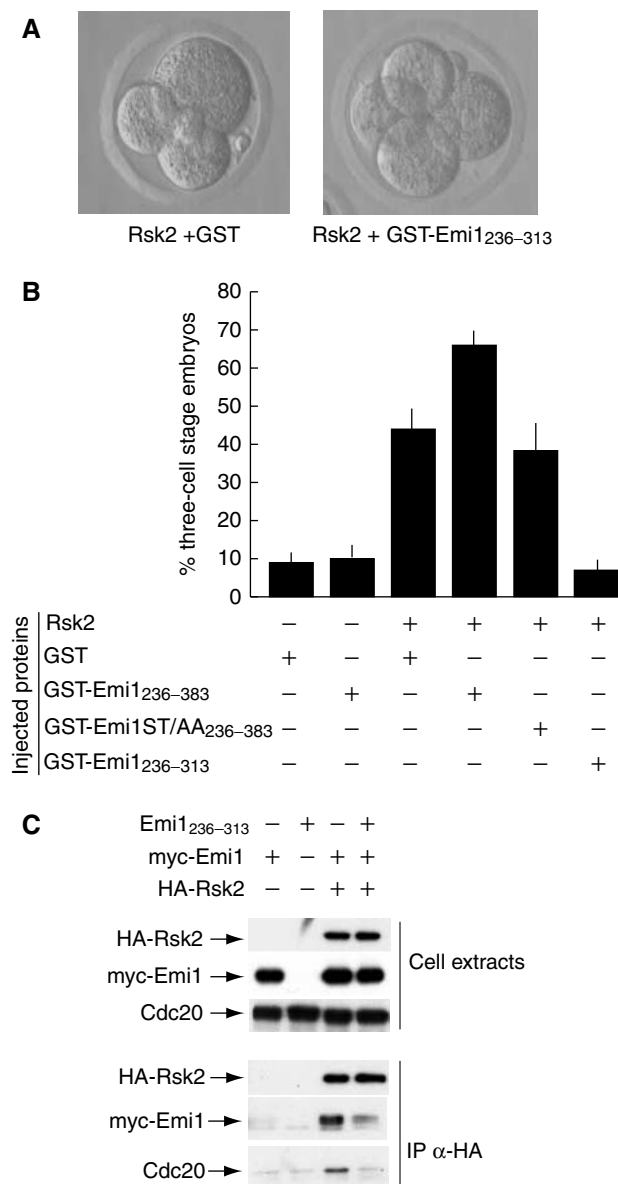 A
Rsk2 +GST
Rsk2 + GST-Emi1236–313
B
% three-cell stage embryos
80
70
60
50
40
30
20
10
0
Injected proteins
Rsk2 – – + + + +
GST + – + – – –
GST-Emi1236–383 – + – + – –
GST-Emi1ST/AA236–383 – – – – + –
GST-Emi1236–313 – – – – – +
C
Emi1236–313 – + – +
myc-Emi1 + – + +
HA-Rsk2 – – + +
HA-Rsk2
myc-Emi1
Cdc20
Cell extracts
HA-Rsk2
myc-Emi1
Cdc20
IP α-HA